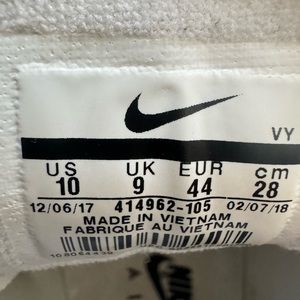 VY
US UK EUR cm
10 9 44 28
12/06/17 414962-105 02/07/18
MADE IN VIETNAM
FABRIQUE AU VIETNAM
NIKE